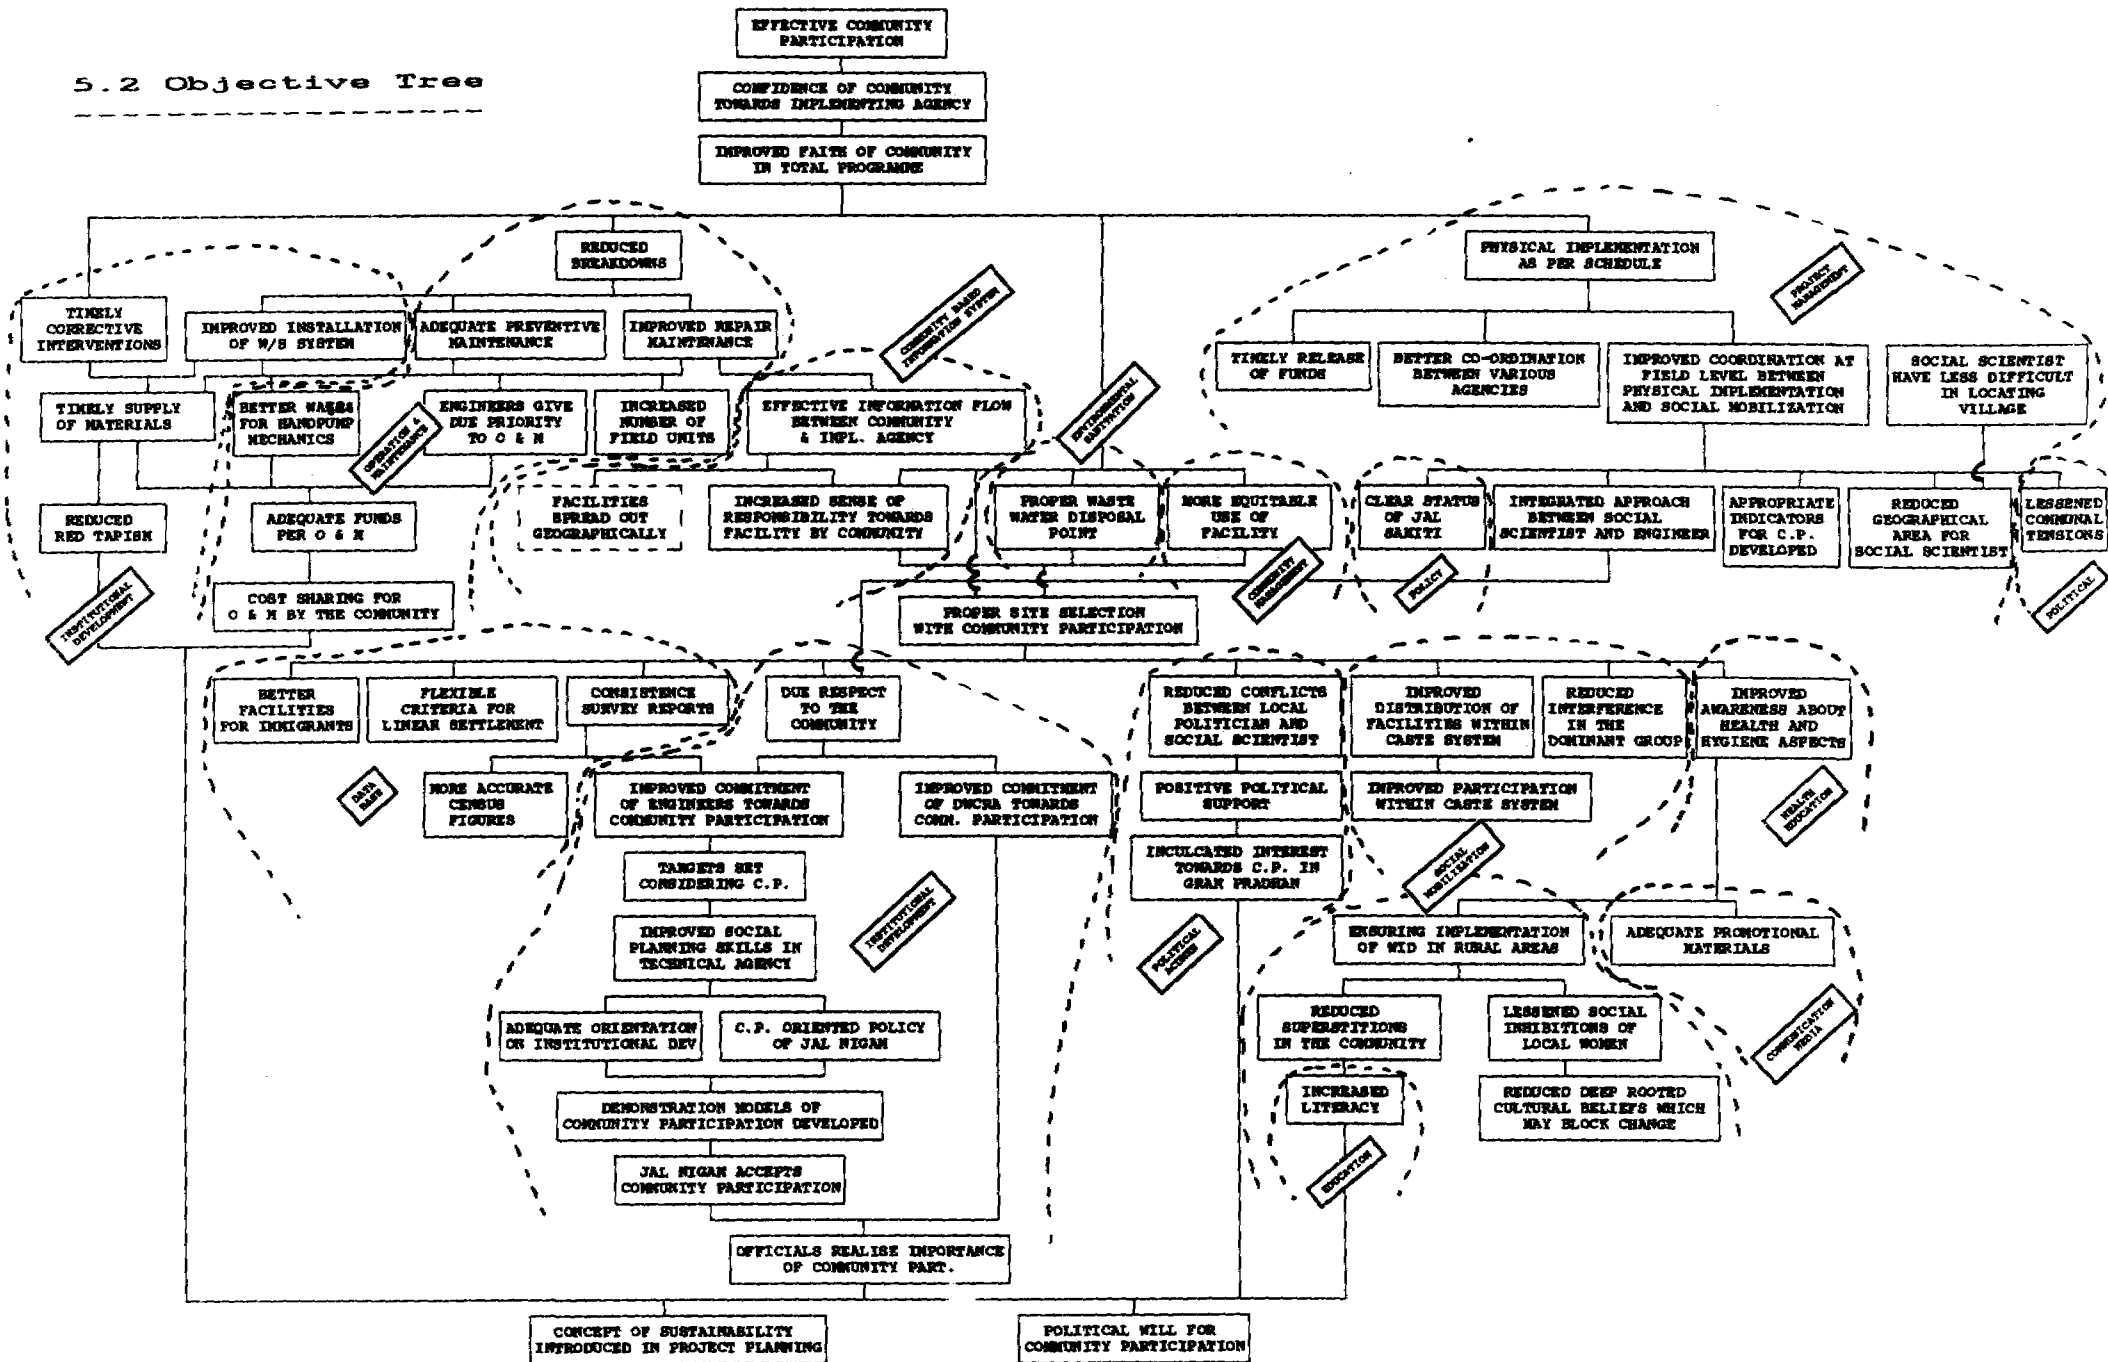 EFFECTIVE COMMUNITY
PARTICIPATION
5.2 Objective Tree
CONFIDENCE OF COMMUNITY
TOWARDS IMPLEMENTING AGENCY
IMPROVED FAITH OF COMMUNITY
IN TOTAL PROGRAMME
REDUCED
BREAKDOWNS
PHYSICAL IMPLEMENTATION
AS PER SCHEDULE
PROJECT
MANAGEMENT
TIMELY
CORRECTIVE
INTERVENTIONS
IMPROVED INSTALLATION
OF W/S SYSTEM
ADEQUATE PREVENTIVE
MAINTENANCE
IMPROVED REPAIR
MAINTENANCE
COMMUNITY BASED
INFORMATION SYSTEM
TIMELY RELEASE
OF FUNDS
BETTER CO-ORDINATION
BETWEEN VARIOUS
AGENCIES
IMPROVED COORDINATION AT
FIELD LEVEL BETWEEN
PHYSICAL IMPLEMENTATION
AND SOCIAL MOBILIZATION
SOCIAL SCIENTIST
HAVE LESS DIFFICULT
IN LOCATING
VILLAGE
TIMELY SUPPLY
OF MATERIALS
BETTER WAGES
FOR HANDPUMP
MECHANICS
OPERATION &
MAINTENANCE
ENGINEERS GIVE
DUE PRIORITY
TO O & M
INCREASED
NUMBER OF
FIELD UNITS
EFFECTIVE INFORMATION FLOW
BETWEEN COMMUNITY
& IMPL. AGENCY
ENVIRONMENTAL
SANITATION
REDUCED
RED TAPISM
ADEQUATE FUNDS
PER O & M
FACILITIES
SPREAD OUT
GEOGRAPHICALLY
INCREASED SENSE OF
RESPONSIBILITY TOWARDS
FACILITY BY COMMUNITY
PROPER WASTE
WATER DISPOSAL
POINT
MORE EQUITABLE
USE OF
FACILITY
CLEAR STATUS
OF JAL
SAMITI
INTEGRATED APPROACH
BETWEEN SOCIAL
SCIENTIST AND ENGINEER
APPROPRIATE
INDICATORS
FOR C.P.
DEVELOPED
REDUCED
GEOGRAPHICAL
AREA FOR
SOCIAL SCIENTIST
LESSENED
COMMUNAL
TENSIONS
INSTITUTIONAL
DEVELOPMENT
COST SHARING FOR
O & M BY THE COMMUNITY
COMMUNITY
MANAGEMENT
POLICY
POLITICAL
PROPER SITE SELECTION
WITH COMMUNITY PARTICIPATION
BETTER
FACILITIES
FOR IMMIGRANTS
FLEXIBLE
CRITERIA FOR
LINEAR SETTLEMENT
CONSISTENCE
SURVEY REPORTS
DUE RESPECT
TO THE
COMMUNITY
REDUCED CONFLICTS
BETWEEN LOCAL
POLITICIAN AND
SOCIAL SCIENTIST
IMPROVED
DISTRIBUTION OF
FACILITIES WITHIN
CASTE SYSTEM
REDUCED
INTERFERENCE
IN THE
DOMINANT GROUP
IMPROVED
AWARENESS ABOUT
HEALTH AND
HYGIENE ASPECTS
DATA
BASE
MORE ACCURATE
CENSUS
FIGURES
IMPROVED COMMITMENT
OF ENGINEERS TOWARDS
COMMUNITY PARTICIPATION
IMPROVED COMMITMENT
OF DWCRA TOWARDS
COMM. PARTICIPATION
POSITIVE POLITICAL
SUPPORT
IMPROVED PARTICIPATION
WITHIN CASTE SYSTEM
HEALTH
EDUCATION
TARGETS SET
CONSIDERING C.P.
INCULCATED INTEREST
TOWARDS C.P. IN
GRAM PRADHAN
SOCIAL
MOBILIZATION
INSTITUTIONAL
DEVELOPMENT
IMPROVED SOCIAL
PLANNING SKILLS IN
TECHNICAL AGENCY
POLITICAL
ENSURING IMPLEMENTATION
OF WID IN RURAL AREAS
ADEQUATE PROMOTIONAL
MATERIALS
ADEQUATE ORIENTATION
ON INSTITUTIONAL DEV
C.P. ORIENTED POLICY
OF JAL NIGAM
REDUCED
SUPERSTITIONS
IN THE COMMUNITY
LESSENED SOCIAL
INHIBITIONS OF
LOCAL WOMEN
COMMUNICATION
MEDIA
DEMONSTRATION MODELS OF
COMMUNITY PARTICIPATION DEVELOPED
INCREASED
LITERACY
REDUCED DEEP ROOTED
CULTURAL BELIEFS WHICH
MAY BLOCK CHANGE
JAL NIGAM ACCEPTS
COMMUNITY PARTICIPATION
EDUCATION
OFFICIALS REALISE IMPORTANCE
OF COMMUNITY PART.
CONCEPT OF SUSTAINABILITY
INTRODUCED IN PROJECT PLANNING
POLITICAL WILL FOR
COMMUNITY PARTICIPATION